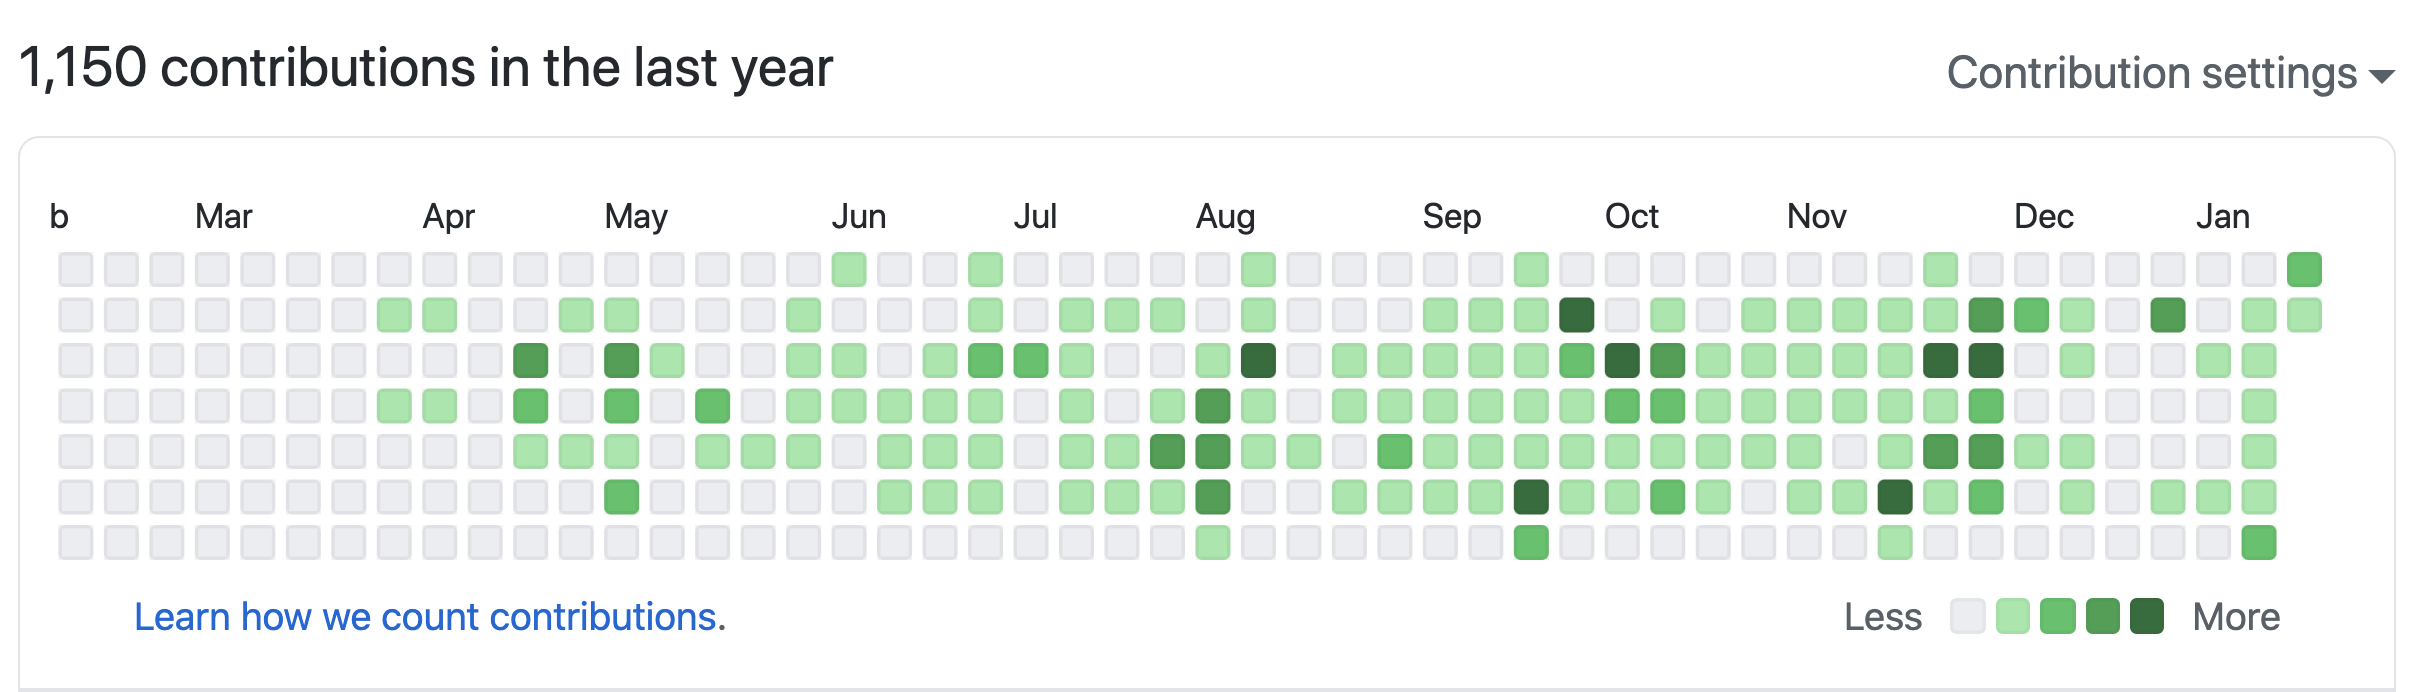 1,150 contributions in the last year
Contribution settings
b Mar Apr May Jun Jul Aug Sep Oct Nov Dec Jan
Learn how we count contributions.
Less More